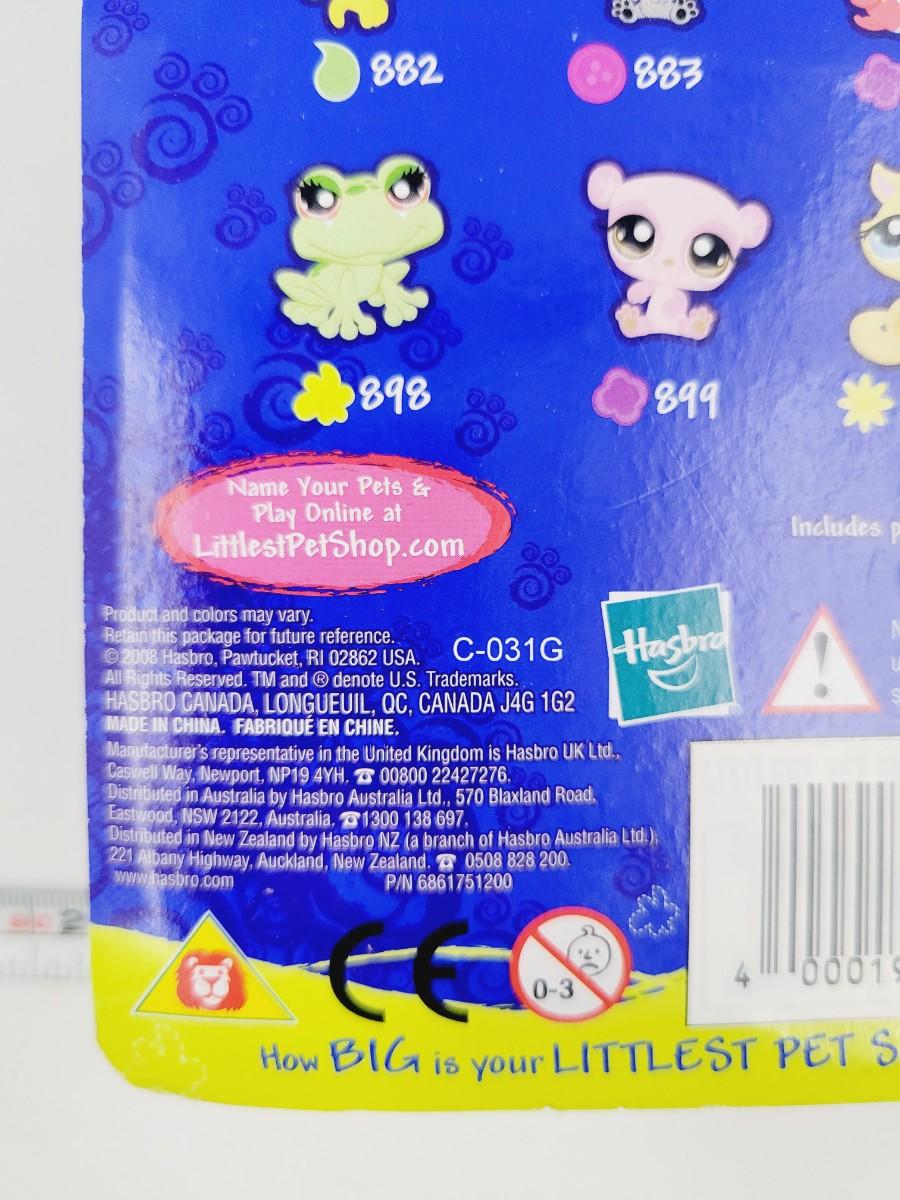 882
883
898
899
Name Your Pets &
Play Online at
LittlestPetShop.com
Includes
Product and colors may vary.
Retain this package for future reference.
© 2008 Hasbro, Pawtucket, RI 02862 USA.
C-031G
All Rights Reserved. TM and ® denote U.S. Trademarks.
HASBRO CANADA, LONGUEUIL, QC, CANADA J4G 1G2
MADE IN CHINA. FABRIQUÉ EN CHINE.
Hasbro
!
Manufacturer's representative in the United Kingdom is Hasbro UK Ltd.,
Caswell Way, Newport, NP19 4YH. ☎ 00800 22427276.
Distributed in Australia by Hasbro Australia Ltd., 570 Blaxland Road,
Eastwood, NSW 2122, Australia. ☎1300 138 697.
Distributed in New Zealand by Hasbro NZ (a branch of Hasbro Australia Ltd.),
221 Albany Highway, Auckland, New Zealand. ☎ 0508 828 200.
www.hasbro.com P/N 6861751200
CE
0-3
4 00019
How BIG is your LITTLEST PET S